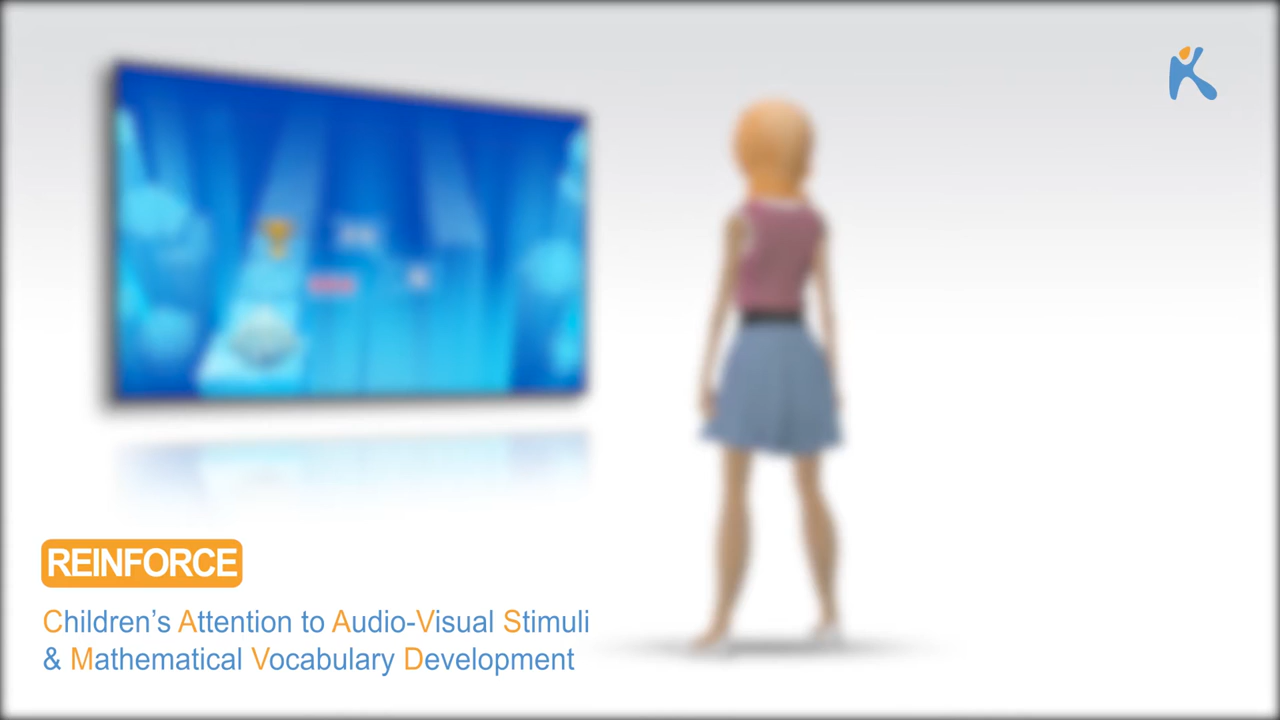 REINFORCE
Children's Attention to Audio-Visual Stimuli
& Mathematical Vocabulary Development